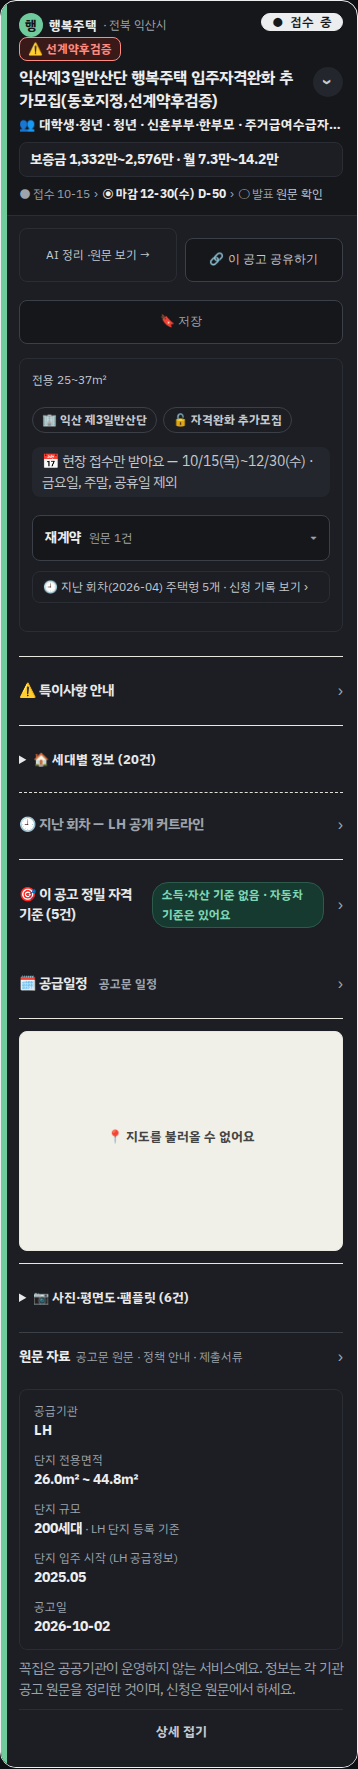 행 행복주택 · 전북 익산시 ● 접수 중
⚠️ 선계약후검증
익산제3일반산단 행복주택 입주자격완화 추
가모집(동호지정,선계약후검증)
👥 대학생·청년 · 청년 · 신혼부부·한부모 · 주거급여수급자...
보증금 1,332만~2,576만 · 월 7.3만~14.2만
● 접수 10-15 › ◉ 마감 12-30(수) D-50 › ○ 발표 원문 확인
AI 정리 ·원문 보기 →
🔗 이 공고 공유하기
🔖 저장
전용 25~37m²
🏢 익산 제3일반산단
🔓 자격완화 추가모집
📅 현장 접수만 받아요 — 10/15(목)~12/30(수) ·
금요일, 주말, 공휴일 제외
재계약 원문 1건
🕘 지난 회차(2026-04) 주택형 5개 · 신청 기록 보기 ›
⚠️ 특이사항 안내 ›
▶ 🏠 세대별 정보 (20건)
🕘 지난 회차 — LH 공개 커트라인 ›
🎯 이 공고 정밀 자격
기준 (5건)
소득·자산 기준 없음 · 자동차
기준은 있어요
›
🗓️ 공급일정 공고문 일정 ›
📍 지도를 불러올 수 없어요
▶ 📷 사진·평면도·팸플릿 (6건)
원문 자료 공고문 원문 · 정책 안내 · 제출서류 ›
공급기관
LH
단지 전용면적
26.0m² ~ 44.8m²
단지 규모
200세대 · LH 단지 등록 기준
단지 입주 시작 (LH 공급정보)
2025.05
공고일
2026-10-02
꼭집은 공공기관이 운영하지 않는 서비스예요. 정보는 각 기관
공고 원문을 정리한 것이며, 신청은 원문에서 하세요.
상세 접기